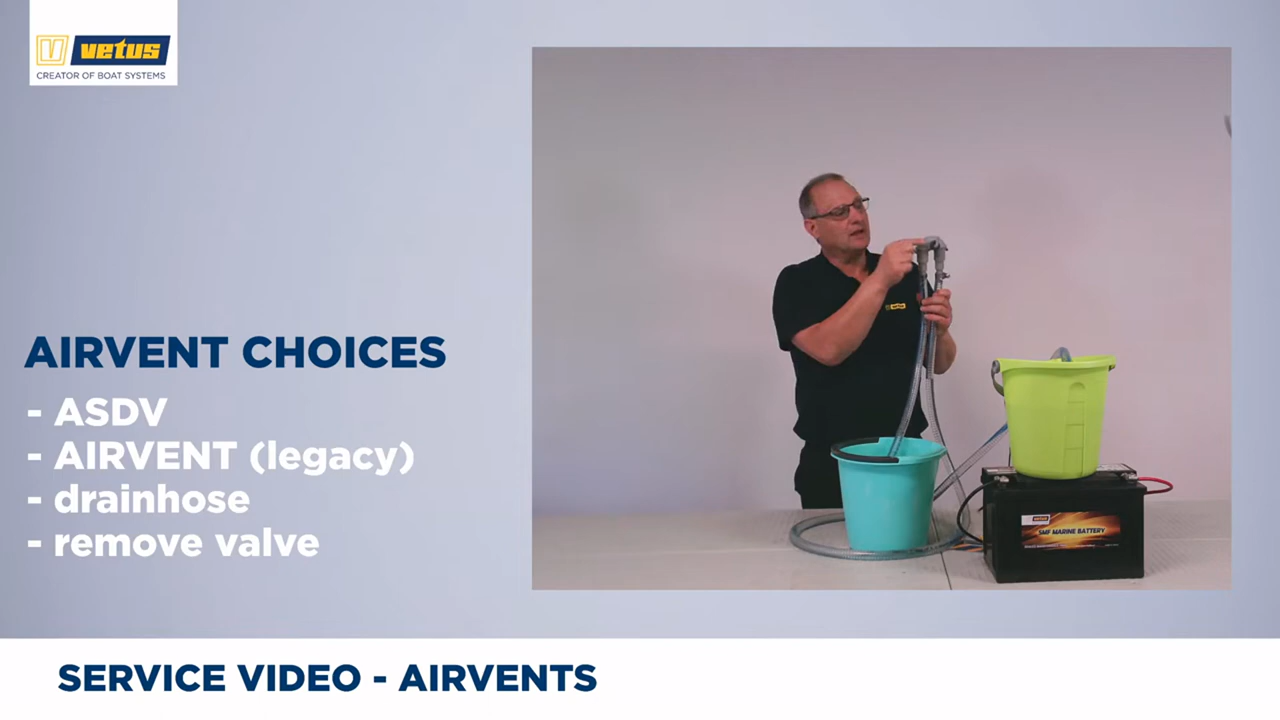 vetus
CREATOR OF BOAT SYSTEMS
vetus
AIRVENT CHOICES
- ASDV
- AIRVENT (legacy)
- drainhose
- remove valve
vetus
SMF MARINE BATTERY
SERVICE VIDEO - AIRVENTS